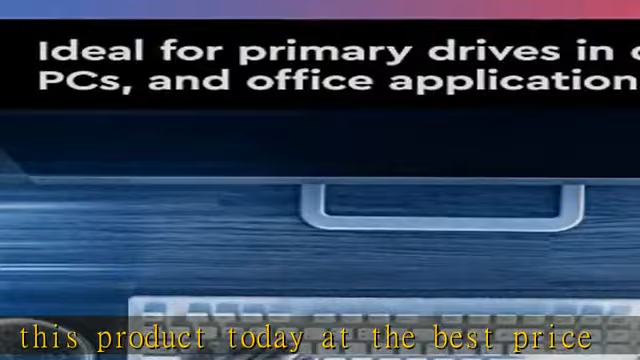 Ideal for primary drives in
PCs, and office application
this product today at the best price